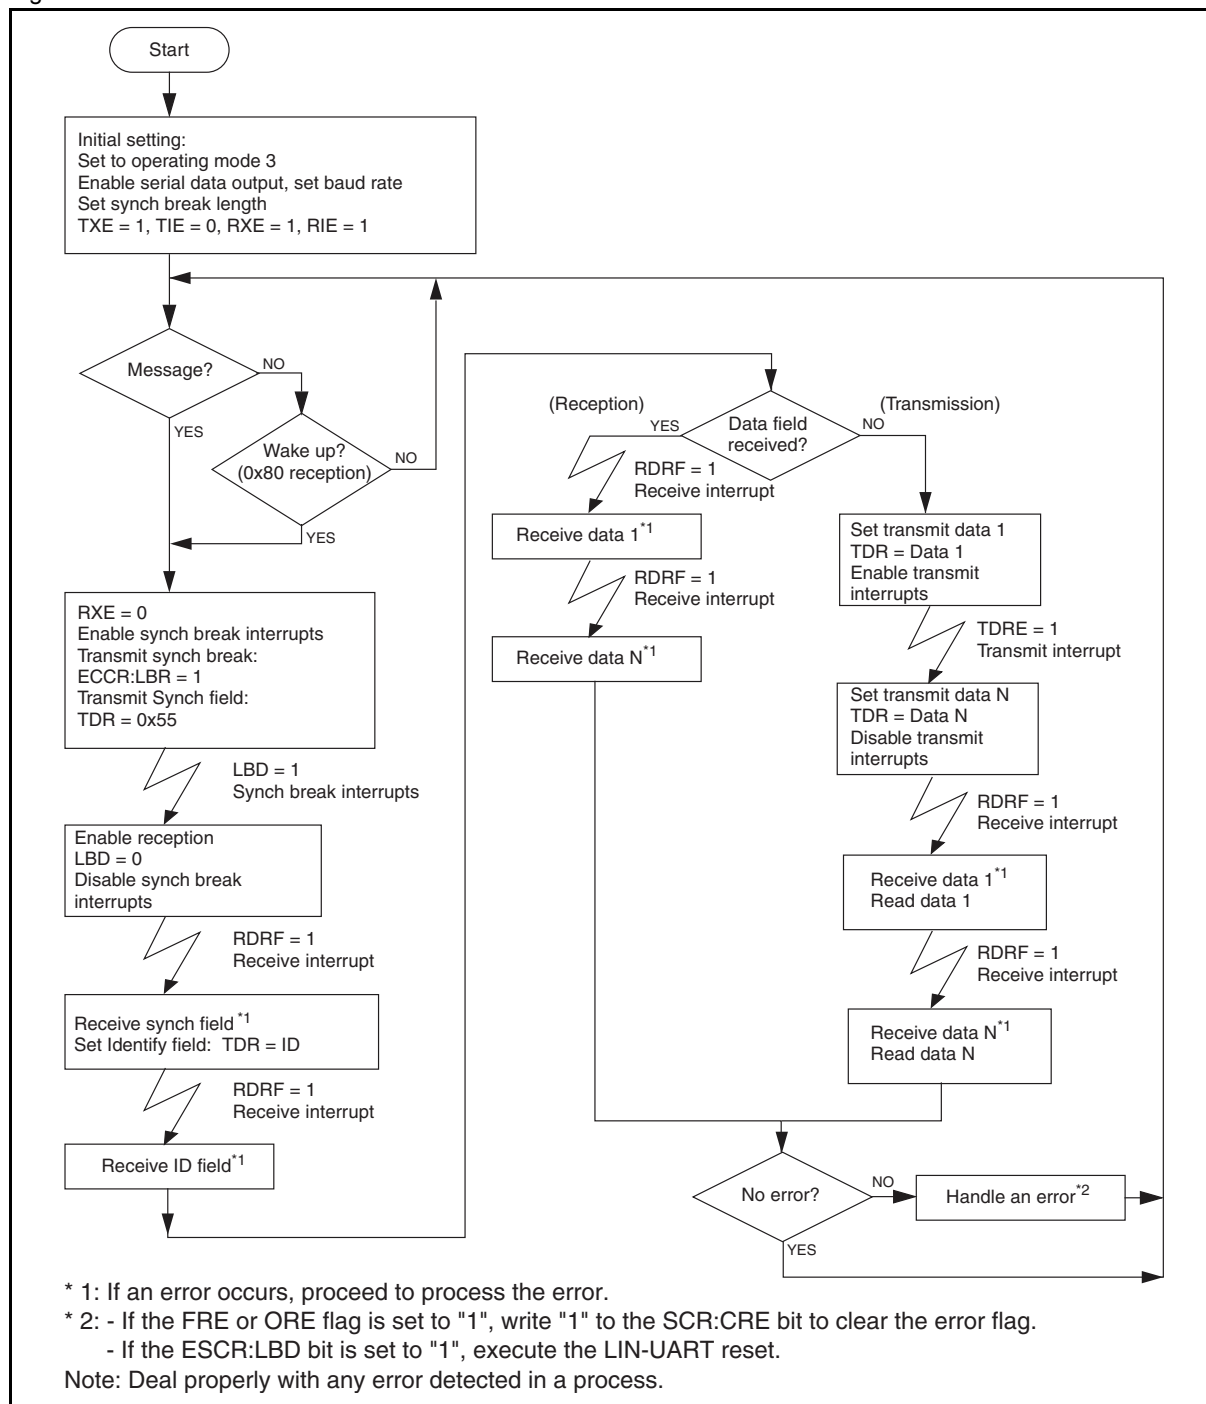 Start
Initial setting:
Set to operating mode 3
Enable serial data output, set baud rate
Set synch break length
TXE = 1, TIE = 0, RXE = 1, RIE = 1
Message?
NO
YES
Wake up?
(0x80 reception)
NO
YES
RXE = 0
Enable synch break interrupts
Transmit synch break:
ECCR:LBR = 1
Transmit Synch field:
TDR = 0x55
LBD = 1
Synch break interrupts
Enable reception
LBD = 0
Disable synch break
interrupts
RDRF = 1
Receive interrupt
Receive synch field*1
Set Identify field: TDR = ID
RDRF = 1
Receive interrupt
Receive ID field*1
Data field
received?
(Reception)
YES
(Transmission)
NO
RDRF = 1
Receive interrupt
Receive data 1*1
RDRF = 1
Receive interrupt
Receive data N*1
Set transmit data 1
TDR = Data 1
Enable transmit
interrupts
TDRE = 1
Transmit interrupt
Set transmit data N
TDR = Data N
Disable transmit
interrupts
RDRF = 1
Receive interrupt
Receive data 1*1
Read data 1
RDRF = 1
Receive interrupt
Receive data N*1
Read data N
No error?
NO
YES
Handle an error*2
* 1: If an error occurs, proceed to process the error.
* 2: - If the FRE or ORE flag is set to "1", write "1" to the SCR:CRE bit to clear the error flag.
- If the ESCR:LBD bit is set to "1", execute the LIN-UART reset.
Note: Deal properly with any error detected in a process.